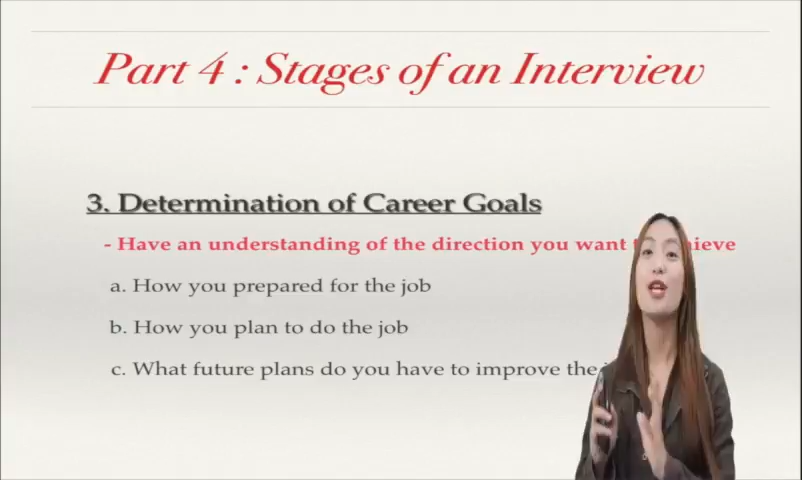 Part 4 : Stages of an Interview
3. Determination of Career Goals
- Have an understanding of the direction you want
a. How you prepared for the job
b. How you plan to do the job
c. What future plans do you have to improve the